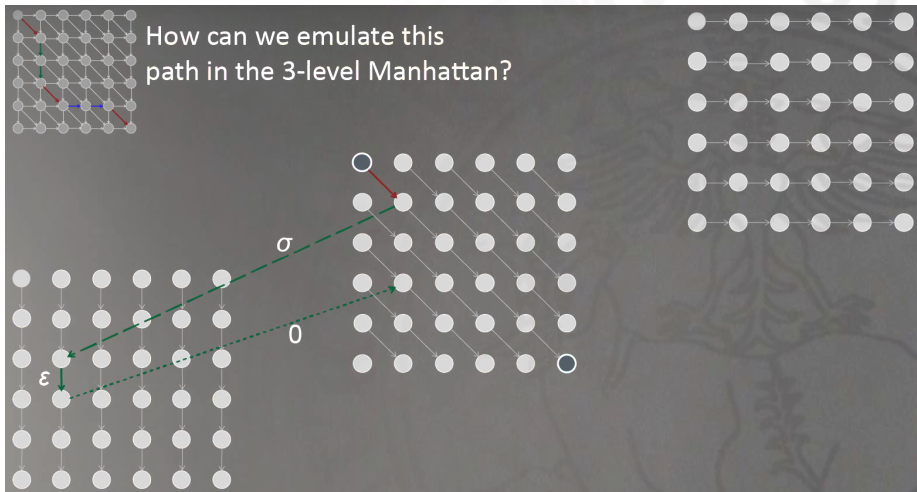 How can we emulate this
path in the 3-level Manhattan?
σ
0
ε